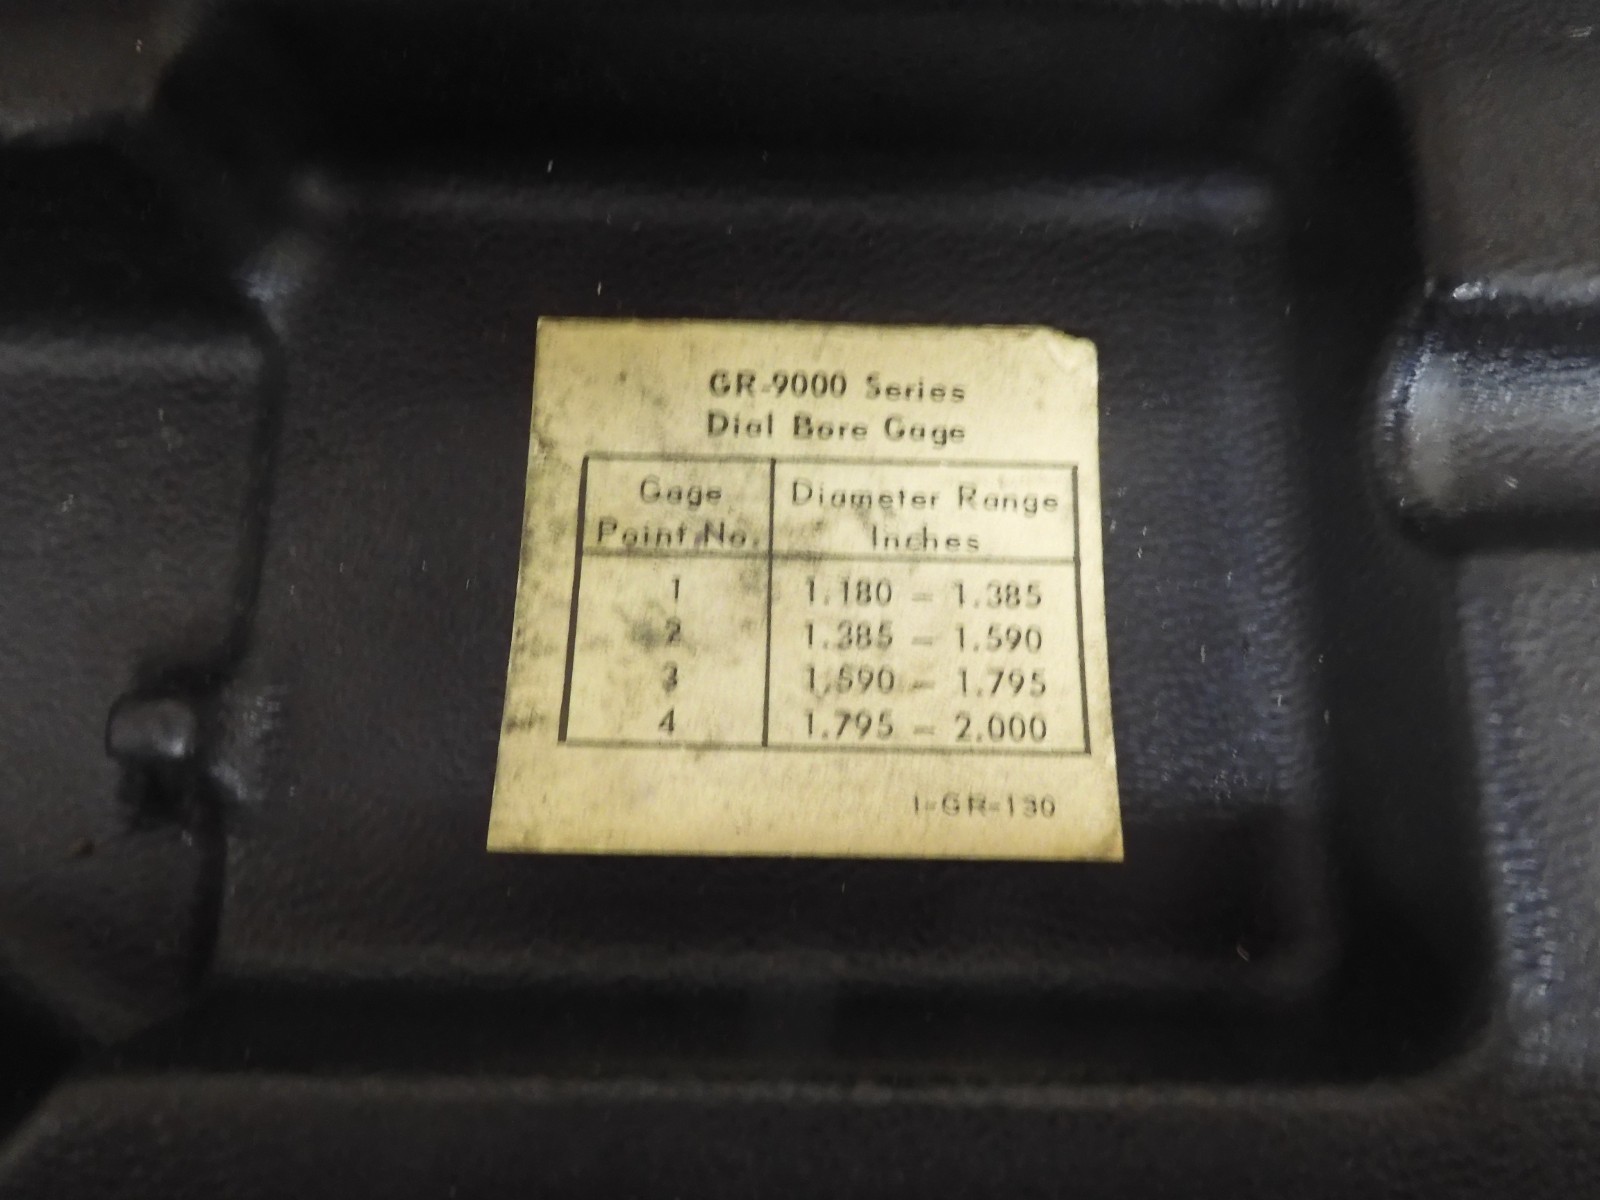 GR-9000 Series
Dial Bore Gage
Gage Point No. Diameter Range Inches
1 1.180 - 1.385
2 1.385 - 1.590
3 1.590 - 1.795
4 1.795 - 2.000
I-GR-130